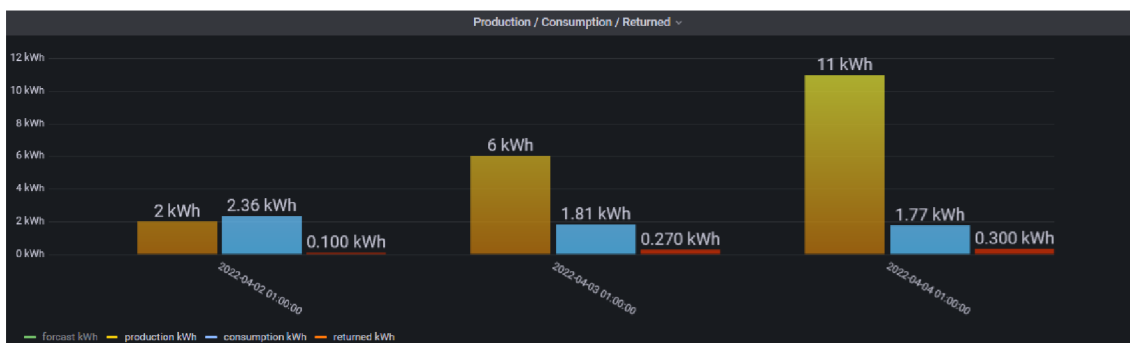 Production / Consumption / Returned
12 kWh
11 kWh
10 kWh
8 kWh
6 kWh
6 kWh
4 kWh
2 kWh
2 kWh
2.36 kWh
1.81 kWh
1.77 kWh
0.100 kWh
0.270 kWh
0.300 kWh
0 kWh
2022-04-02 01:00:00
2022-04-03 01:00:00
2022-04-04 01:00:00
forcast kWh production kWh consumption kWh returned kWh